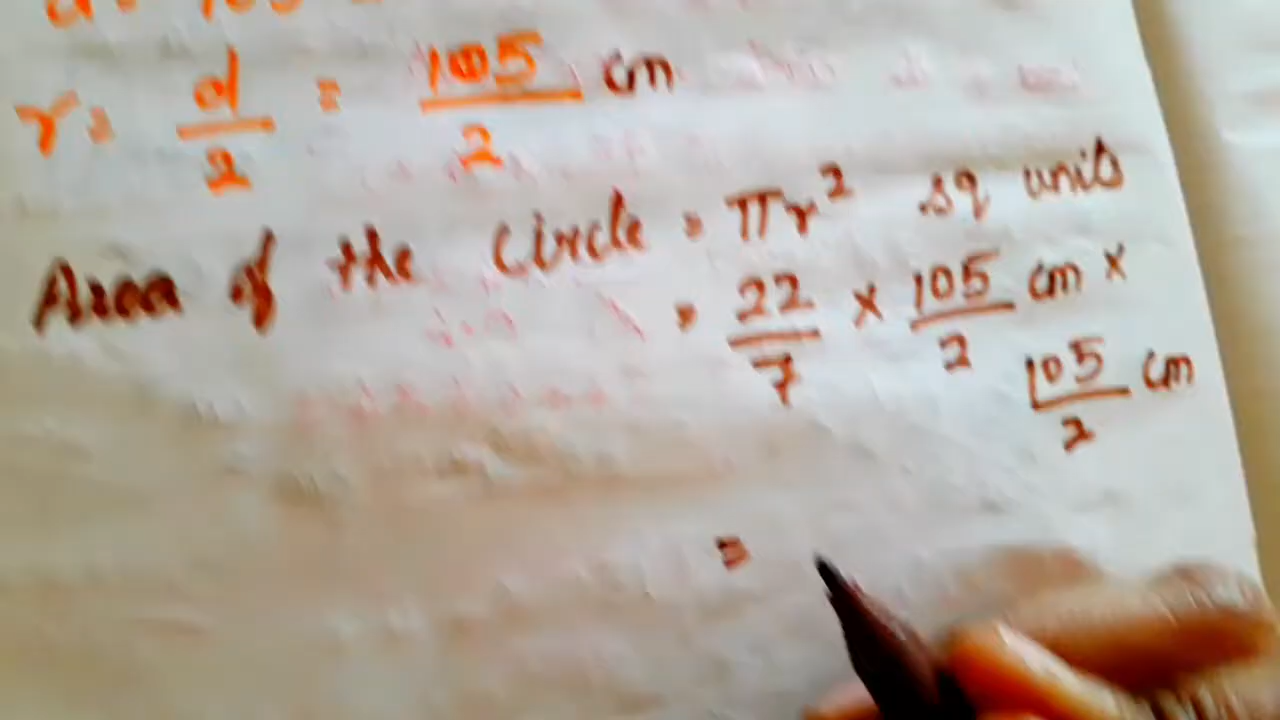 d = 105
r = d/2 = 105/2 cm
Area of the Circle = πr² sq units
= 22/7 × 105/2 cm ×
105/2 cm
=